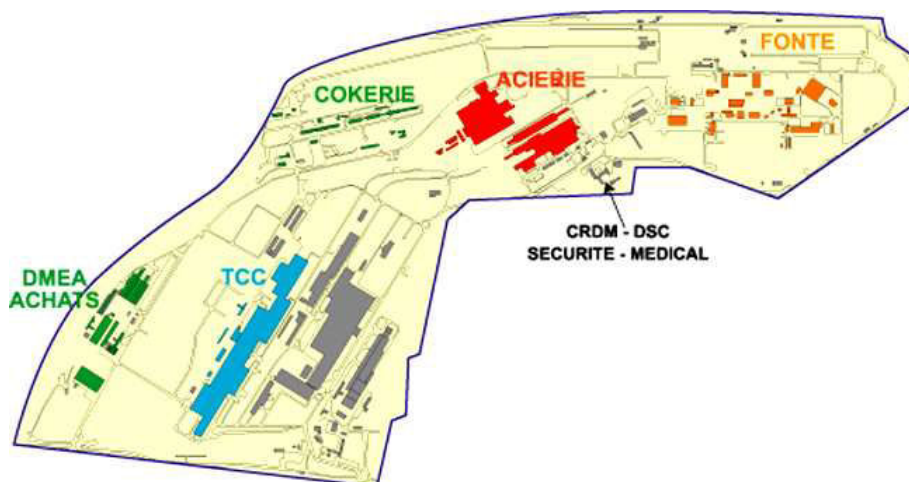 FONTE
ACIERIE
COKERIE
CRDM - DSC
SECURITE - MEDICAL
DMEA
ACHATS
TCC